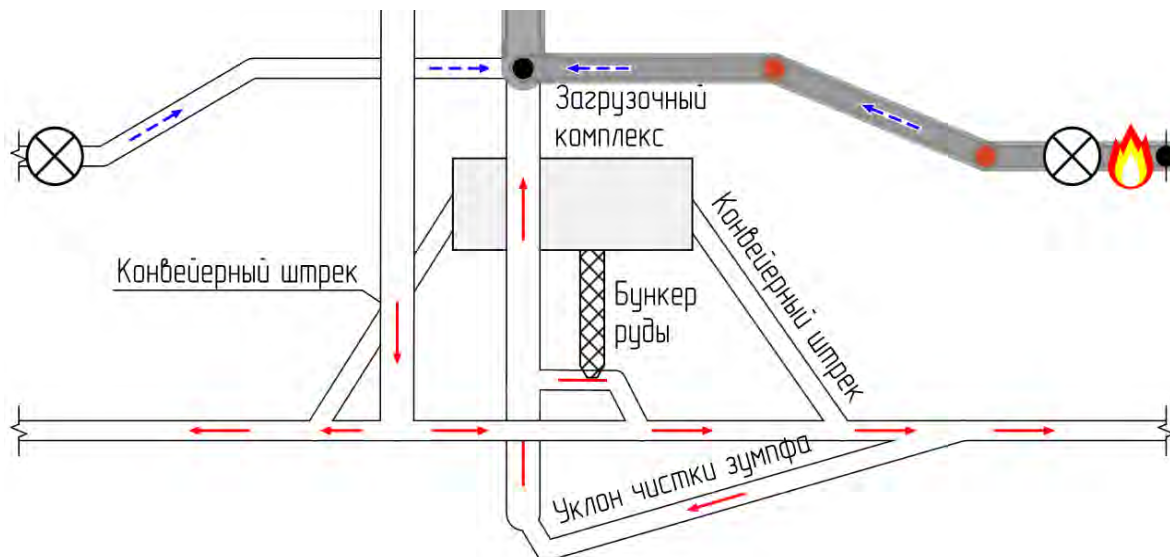 Загрузочный
комплекс
Конвейерный штрек
Конвейерный штрек
Бункер
руды
Уклон чистки зумпфа